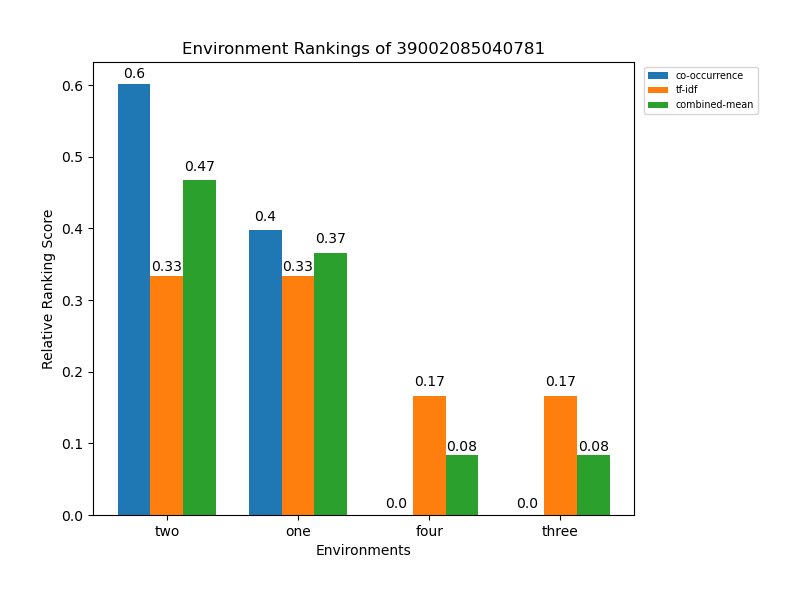 Environment Rankings of 39002085040781
co-occurrence
tf-idf
combined-mean
Relative Ranking Score
0.6
0.5
0.4
0.3
0.2
0.1
0.0
0.6
0.33
0.47
0.4
0.33
0.37
0.0
0.17
0.08
0.0
0.17
0.08
two one four three
Environments